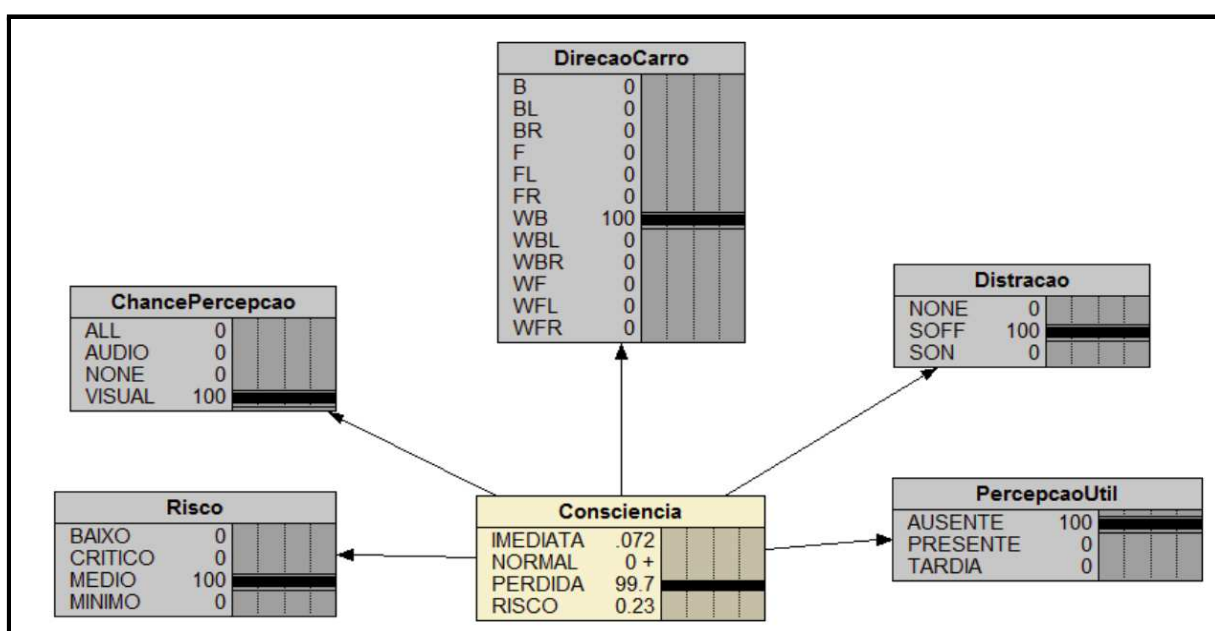 DirecaoCarro
B 0
BL 0
BR 0
F 0
FL 0
FR 0
WB 100
WBL 0
WBR 0
WF 0
WFL 0
WFR 0
ChancePercepcao
ALL 0
AUDIO 0
NONE 0
VISUAL 100
Distracao
NONE 0
SOFF 100
SON 0
Risco
BAIXO 0
CRITICO 0
MEDIO 100
MINIMO 0
Consciencia
IMEDIATA .072
NORMAL 0 +
PERDIDA 99.7
RISCO 0.23
PercepcaoUtil
AUSENTE 100
PRESENTE 0
TARDIA 0